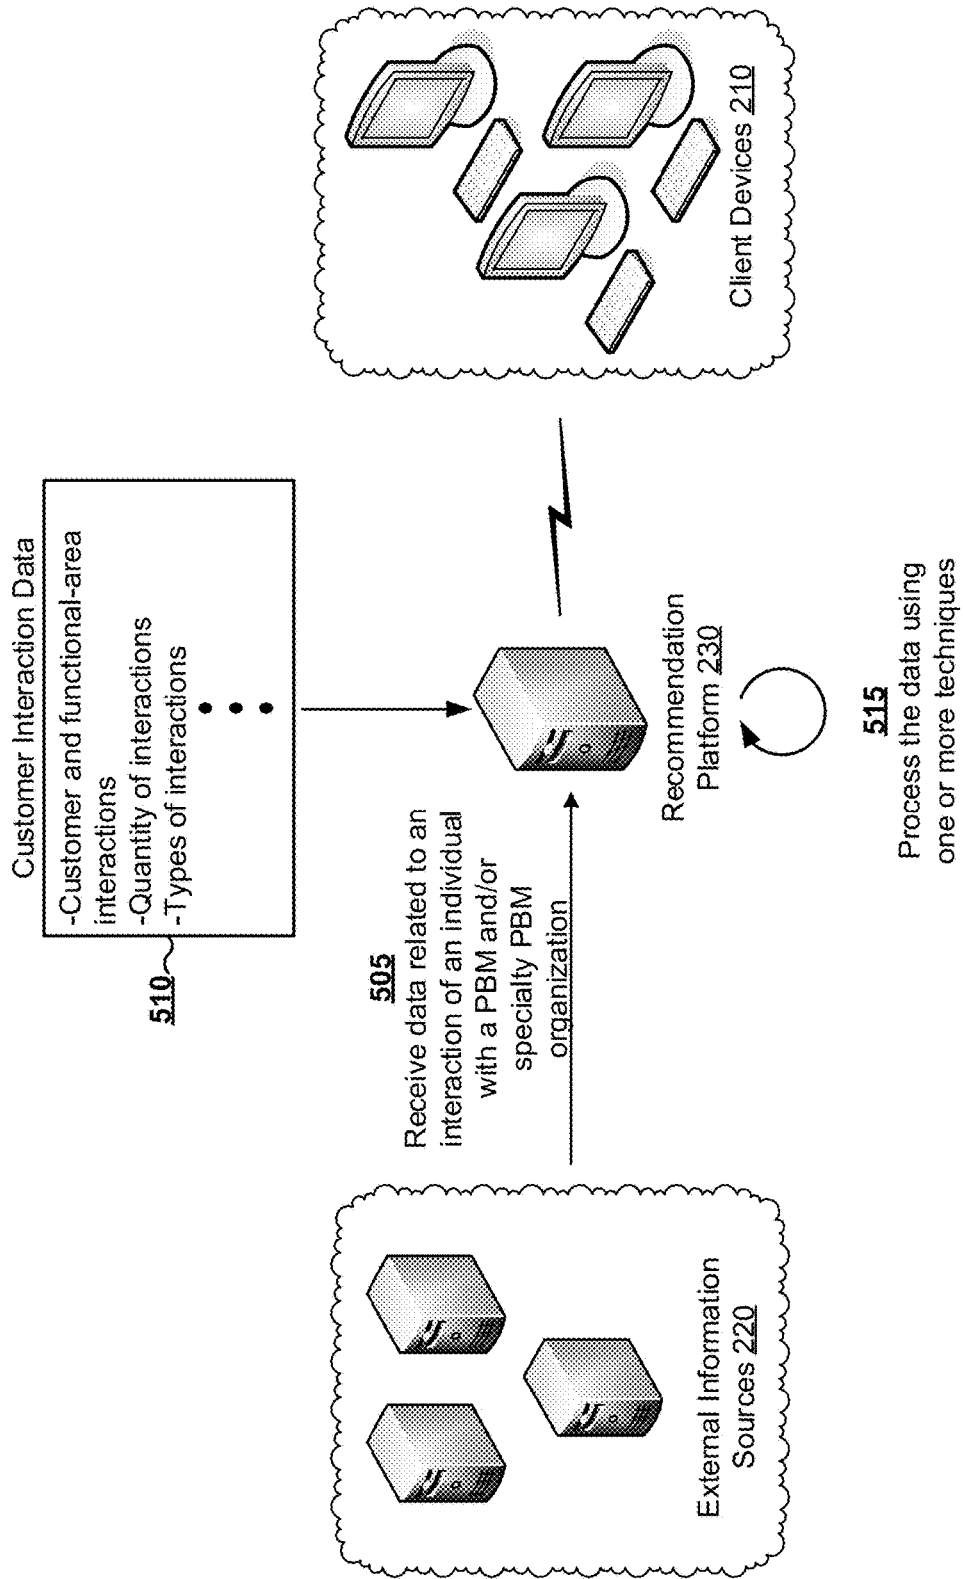 Customer Interaction Data
-Customer and functional-area
interactions
-Quantity of interactions
-Types of interactions
510
505
Receive data related to an
interaction of an individual
with a PBM and/or
specialty PBM
organization
External Information
Sources 220
Recommendation
Platform 230
515
Process the data using
one or more techniques
Client Devices 210